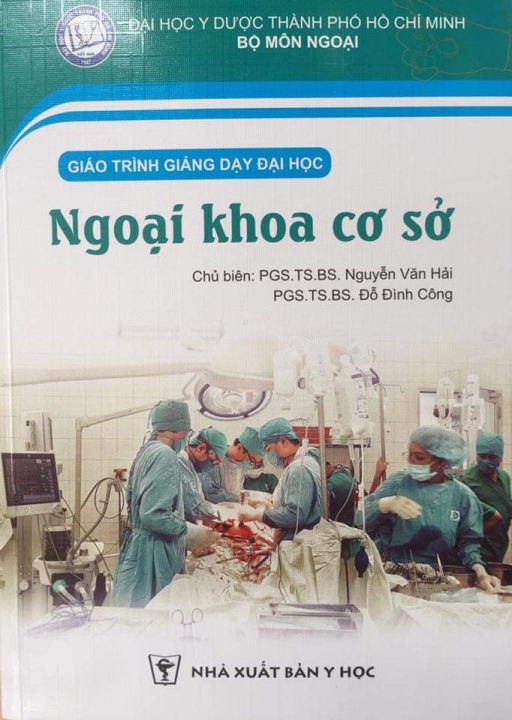 ĐẠI HỌC Y DƯỢC THÀNH PHỐ HỒ CHÍ MINH
BỘ MÔN NGOẠI
GIÁO TRÌNH GIẢNG DẠY ĐẠI HỌC
Ngoại khoa cơ sở
Chủ biên: PGS.TS.BS. Nguyễn Văn Hải
PGS.TS.BS. Đỗ Đình Công
NHÀ XUẤT BẢN Y HỌC